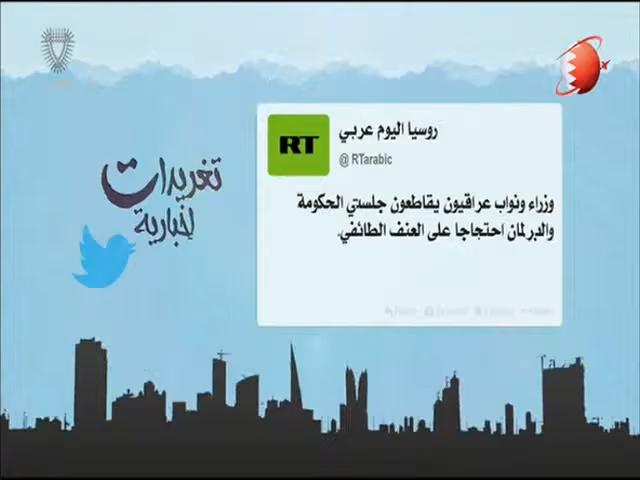 تغريدات
إخبارية
RT
روسيا اليوم عربي
@RTarabic
وزراء ونواب عراقيون يقاطعون جلستي الحكومة
والبرلمان احتجاجا على العنف الطائفي.